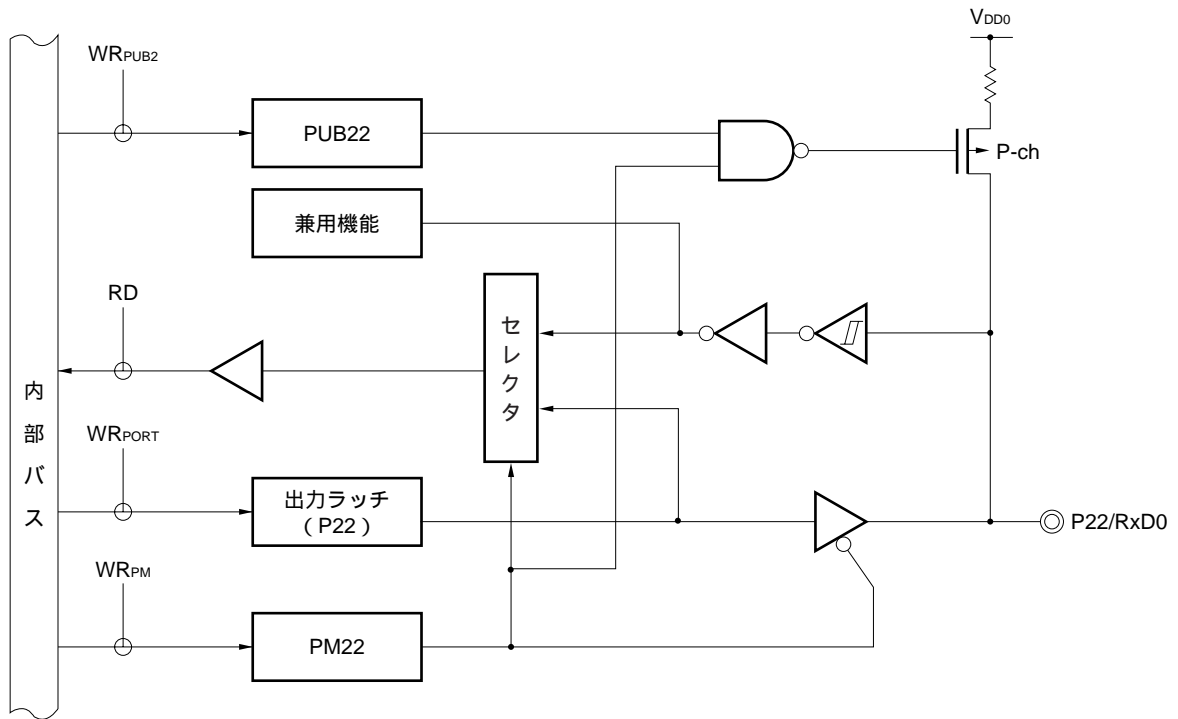 VDD0
WRPUB2
PUB22
P-ch
兼用機能
RD
セレクタ
内部バス
WRPORT
出力ラッチ
(P22)
P22/RxD0
WRPM
PM22